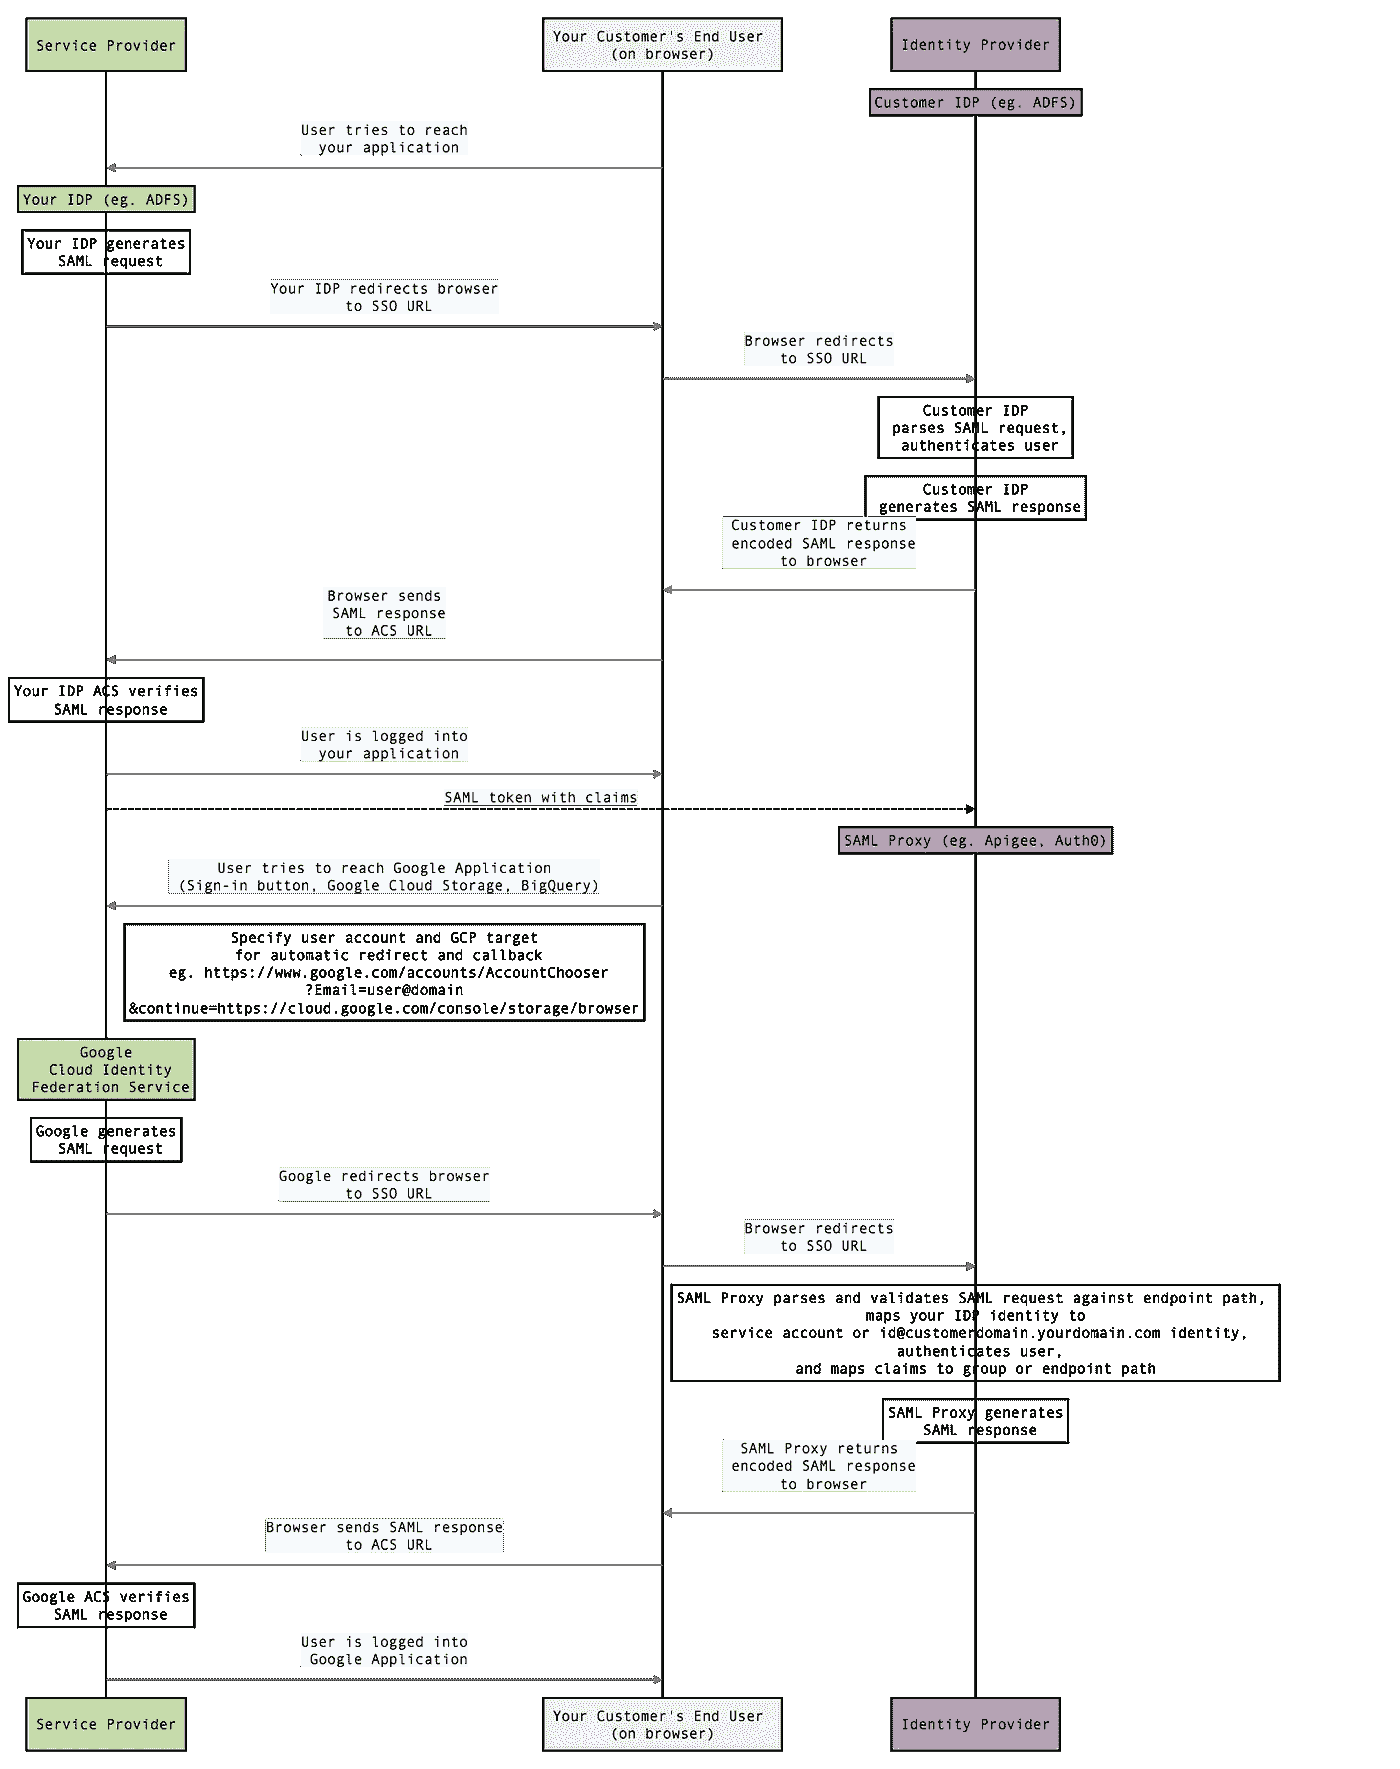 Service Provider
Your Customer's End User
(on browser)
Identity Provider
Customer IDP (eg. ADFS)
User tries to reach
your application
Your IDP (eg. ADFS)
Your IDP generates
SAML request
Your IDP redirects browser
to SSO URL
Browser redirects
to SSO URL
Customer IDP
parses SAML request,
authenticates user
Customer IDP
generates SAML response
Customer IDP returns
encoded SAML response
to browser
Browser sends
SAML response
to ACS URL
Your IDP ACS verifies
SAML response
User is logged into
your application
SAML token with claims
SAML Proxy (eg. Apigee, Auth0)
User tries to reach Google Application
(Sign-in button, Google Cloud Storage, BigQuery)
Specify user account and GCP target
for automatic redirect and callback
eg. https://www.google.com/accounts/AccountChooser
?Email=user@domain
&continue=https://cloud.google.com/console/storage/browser
Google
Cloud Identity
Federation Service
Google generates
SAML request
Google redirects browser
to SSO URL
Browser redirects
to SSO URL
SAML Proxy parses and validates SAML request against endpoint path,
maps your IDP identity to
service account or id@customerdomain.yourdomain.com identity,
authenticates user,
and maps claims to group or endpoint path
SAML Proxy generates
SAML response
SAML Proxy returns
encoded SAML response
to browser
Browser sends SAML response
to ACS URL
Google ACS verifies
SAML response
User is logged into
Google Application
Service Provider
Your Customer's End User
(on browser)
Identity Provider